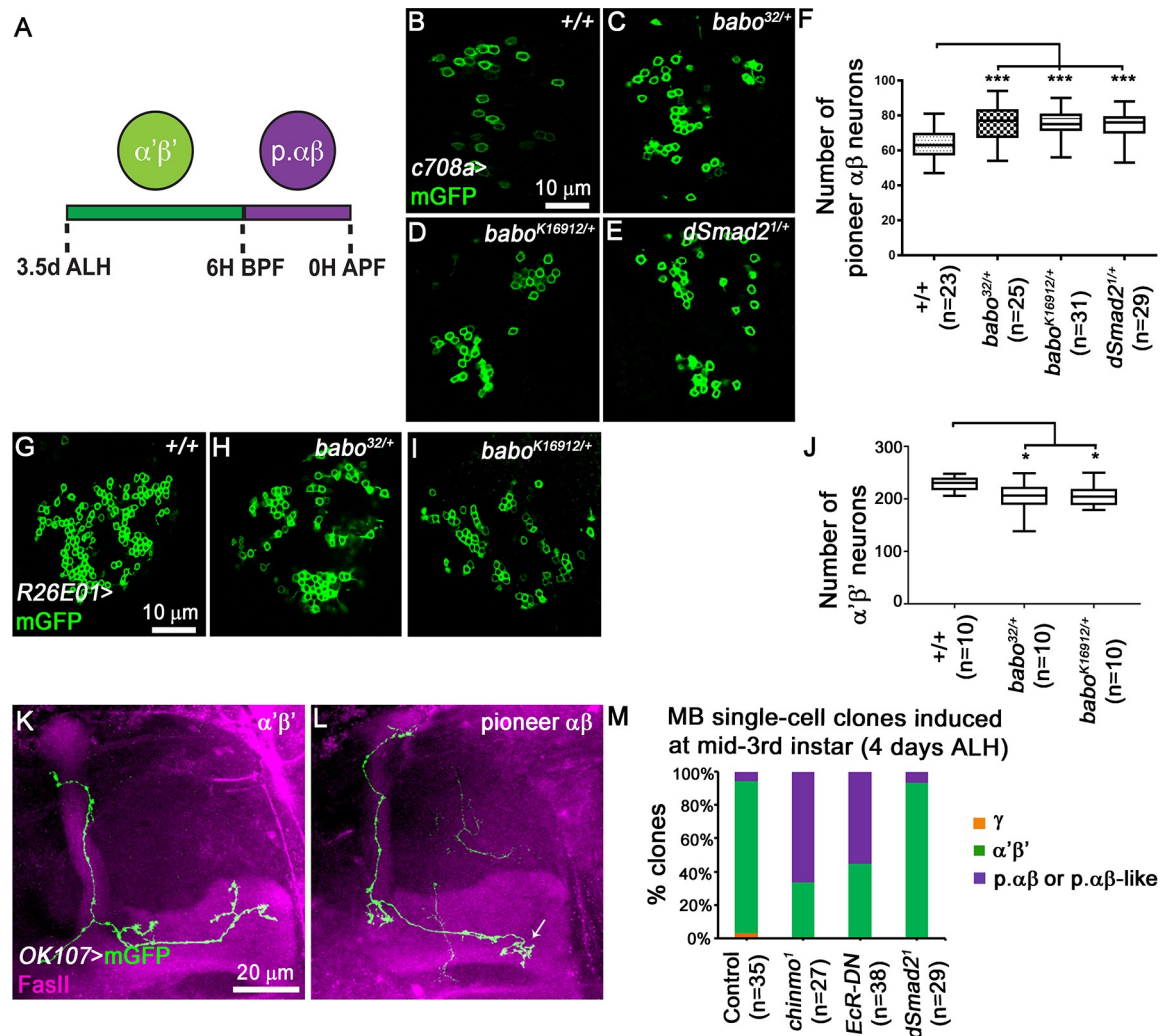 A
α'β'
p.αβ
3.5d ALH
6H BPF
0H APF
B
+/+
c708a>
mGFP
10 μm
C
babo32/+
D
baboK16912/+
E
dSmad21/+
F
Number of
pioneer αβ neurons
100
80
60
40
20
0
***
***
***
+/+
(n=23)
babo32/+
(n=25)
baboK16912/+
(n=31)
dSmad21/+
(n=29)
G
+/+
R26E01>
mGFP
10 μm
H
babo32/+
I
baboK16912/+
J
Number of
α'β' neurons
300
200
100
0
*
*
+/+
(n=10)
babo32/+
(n=10)
baboK16912/+
(n=10)
K
α'β'
OK107>mGFP
FasII
20 μm
L
pioneer αβ
M
MB single-cell clones induced
at mid-3rd instar (4 days ALH)
% clones
100%
80%
60%
40%
20%
0%
Control
(n=35)
chinmo1
(n=27)
EcR-DN
(n=38)
dSmad21
(n=29)
γ
α'β'
p.αβ or p.αβ-like